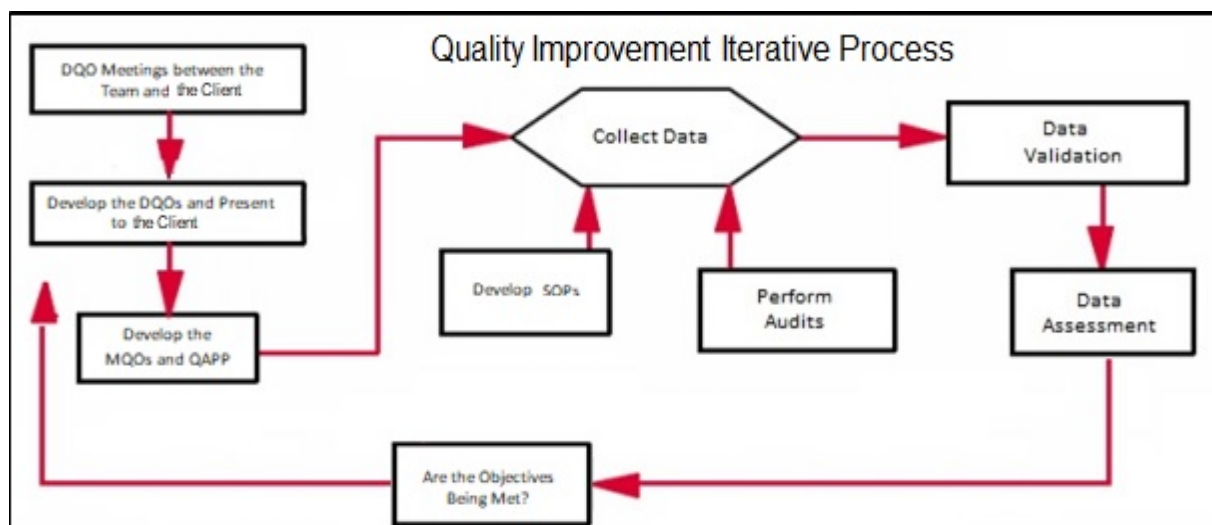 Quality Improvement Iterative Process
DQO Meetings between the
Team and the Client
Develop the DQOs and Present
to the Client
Develop the
MQOs and QAPP
Collect Data
Develop SOPs
Perform
Audits
Data
Validation
Data
Assessment
Are the Objectives
Being Met?